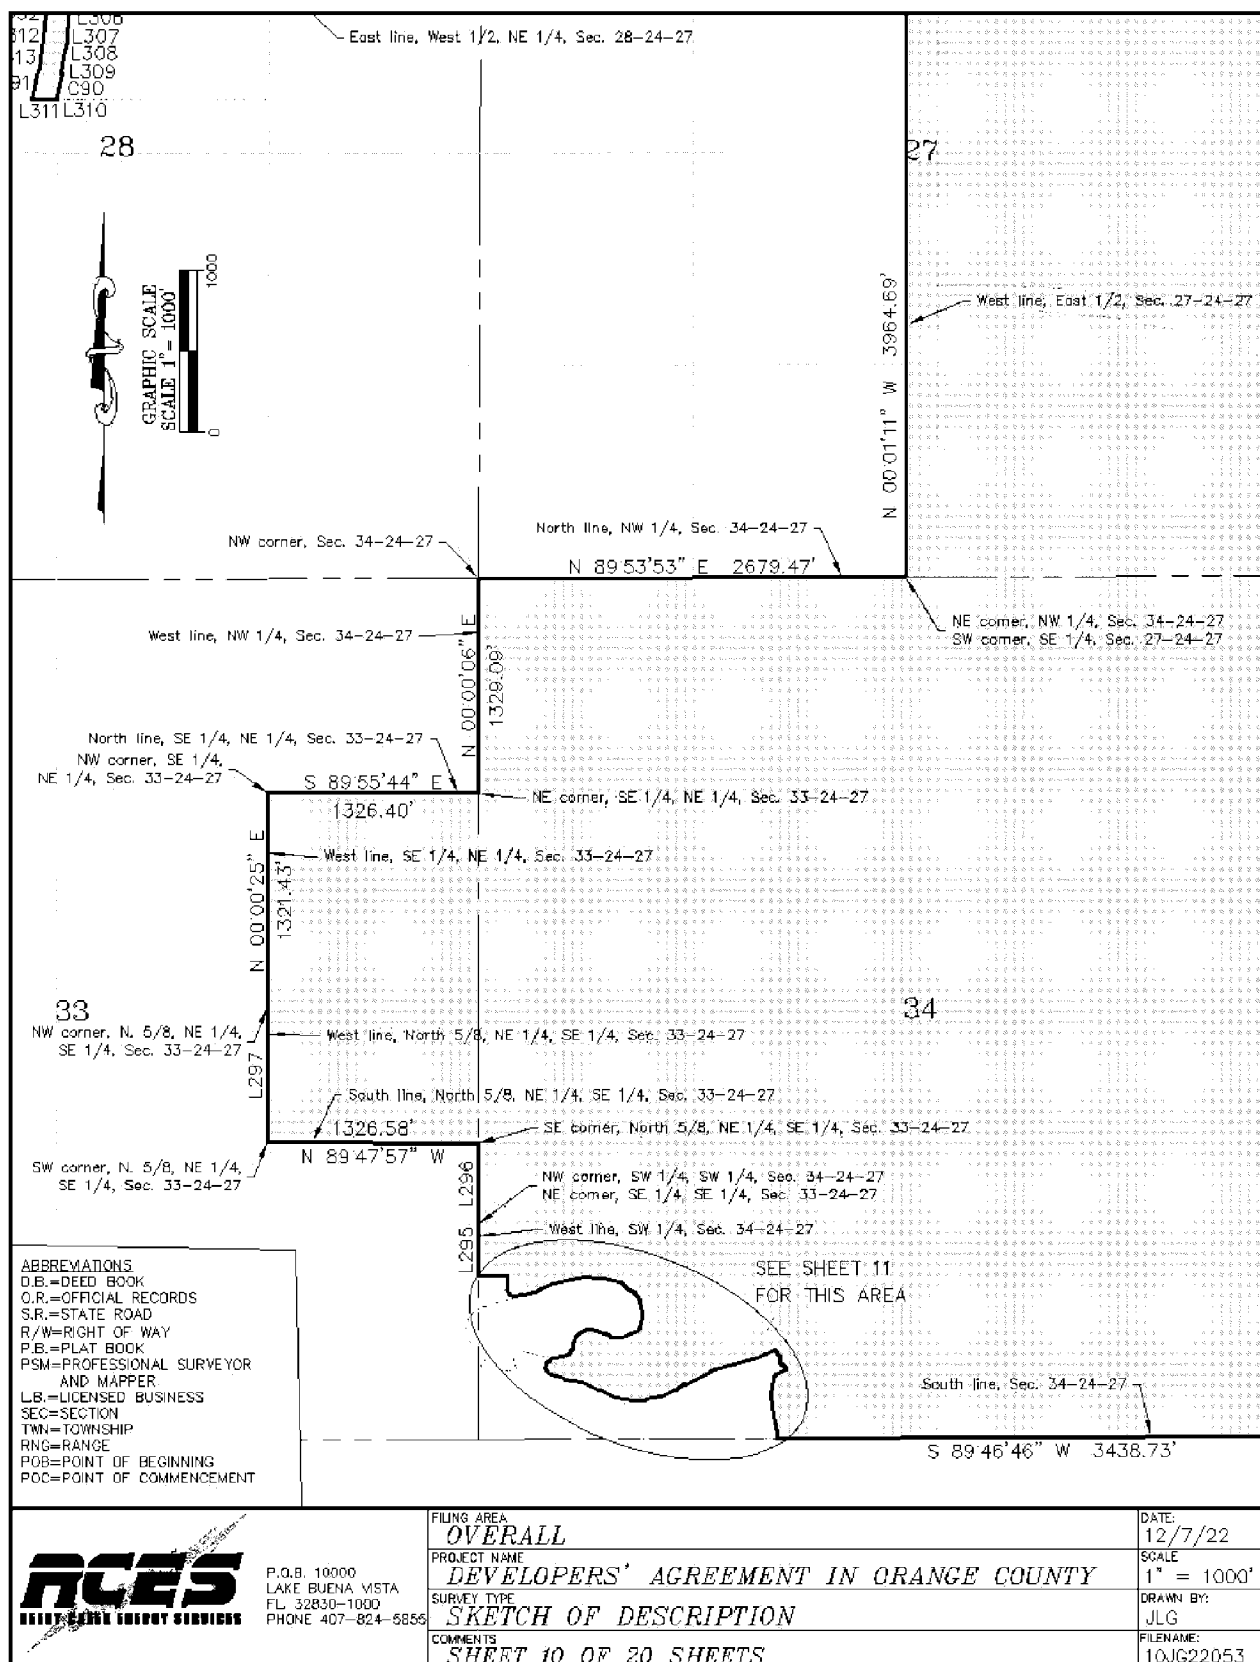 L307
L308
L309
C90
L311 L310
28
27
East line, West 1/2, NE 1/4, Sec. 28-24-27
GRAPHIC SCALE
SCALE 1" = 1000'
0
1000
N 00°01'11" W 3964.69'
West line, East 1/2, Sec. 27-24-27
NW corner, Sec. 34-24-27
North line, NW 1/4, Sec. 34-24-27
N 89°53'53" E 2679.47'
NE corner, NW 1/4, Sec. 34-24-27
SW corner, SE 1/4, Sec. 27-24-27
West line, NW 1/4, Sec. 34-24-27
N 00°00'06" E
1329.09'
North line, SE 1/4, NE 1/4, Sec. 33-24-27
NW corner, SE 1/4,
NE 1/4, Sec. 33-24-27
S 89°55'44" E
1326.40'
NE corner, SE 1/4, NE 1/4, Sec. 33-24-27
West line, SE 1/4, NE 1/4, Sec. 33-24-27
N 00°00'25" E
1321.43'
33
34
NW corner, N. 5/8, NE 1/4,
SE 1/4, Sec. 33-24-27
West line, North 5/8, NE 1/4, SE 1/4, Sec. 33-24-27
L297
South line, North 5/8, NE 1/4, SE 1/4, Sec. 33-24-27
1326.58'
N 89°47'57" W
SE corner, North 5/8, NE 1/4, SE 1/4, Sec. 33-24-27
SW corner, N. 5/8, NE 1/4,
SE 1/4, Sec. 33-24-27
L296
NW corner, SW 1/4, SW 1/4, Sec. 34-24-27
NE corner, SE 1/4, SE 1/4, Sec. 33-24-27
L295
West line, SW 1/4, Sec. 34-24-27
SEE SHEET 11
FOR THIS AREA
South line, Sec. 34-24-27
S 89°46'46" W 3438.73'
ABBREVIATIONS
D.B.=DEED BOOK
O.R.=OFFICIAL RECORDS
S.R.=STATE ROAD
R/W=RIGHT OF WAY
P.B.=PLAT BOOK
PSM=PROFESSIONAL SURVEYOR
AND MAPPER
L.B.=LICENSED BUSINESS
SEC=SECTION
TWN=TOWNSHIP
RNG=RANGE
POB=POINT OF BEGINNING
POC=POINT OF COMMENCEMENT
RCES
REEDY CREEK ENERGY SERVICES
P.O.B. 10000
LAKE BUENA VISTA
FL 32830-1000
PHONE 407-824-5855
FILING AREA
OVERALL
PROJECT NAME
DEVELOPERS' AGREEMENT IN ORANGE COUNTY
SURVEY TYPE
SKETCH OF DESCRIPTION
COMMENTS
SHEET 10 OF 20 SHEETS
DATE:
12/7/22
SCALE
1" = 1000'
DRAWN BY:
JLG
FILENAME:
10JG22053